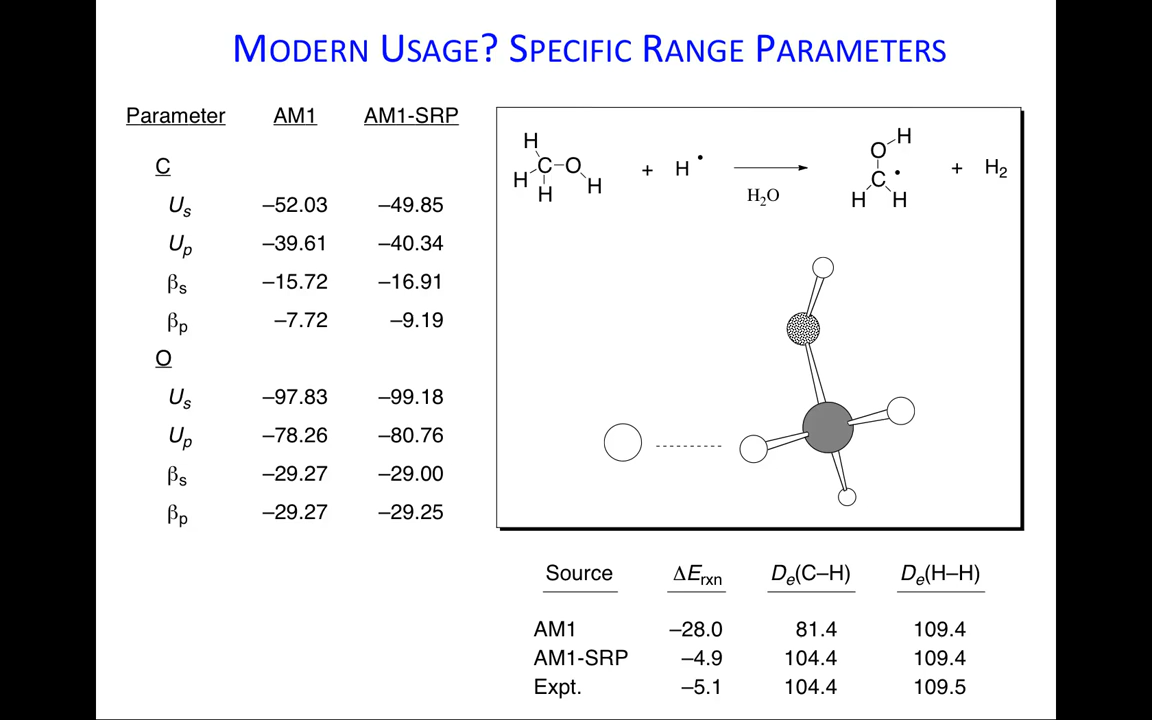 MODERN USAGE? SPECIFIC RANGE PARAMETERS
Parameter AM1 AM1-SRP
C
Us –52.03 –49.85
Up –39.61 –40.34
βs –15.72 –16.91
βp –7.72 –9.19
O
Us –97.83 –99.18
Up –78.26 –80.76
βs –29.27 –29.00
βp –29.27 –29.25
H
H C O H
H
+ H •
H2O
O H
C •
H H
+ H2
Source ΔErxn De(C–H) De(H–H)
AM1 –28.0 81.4 109.4
AM1-SRP –4.9 104.4 109.4
Expt. –5.1 104.4 109.5